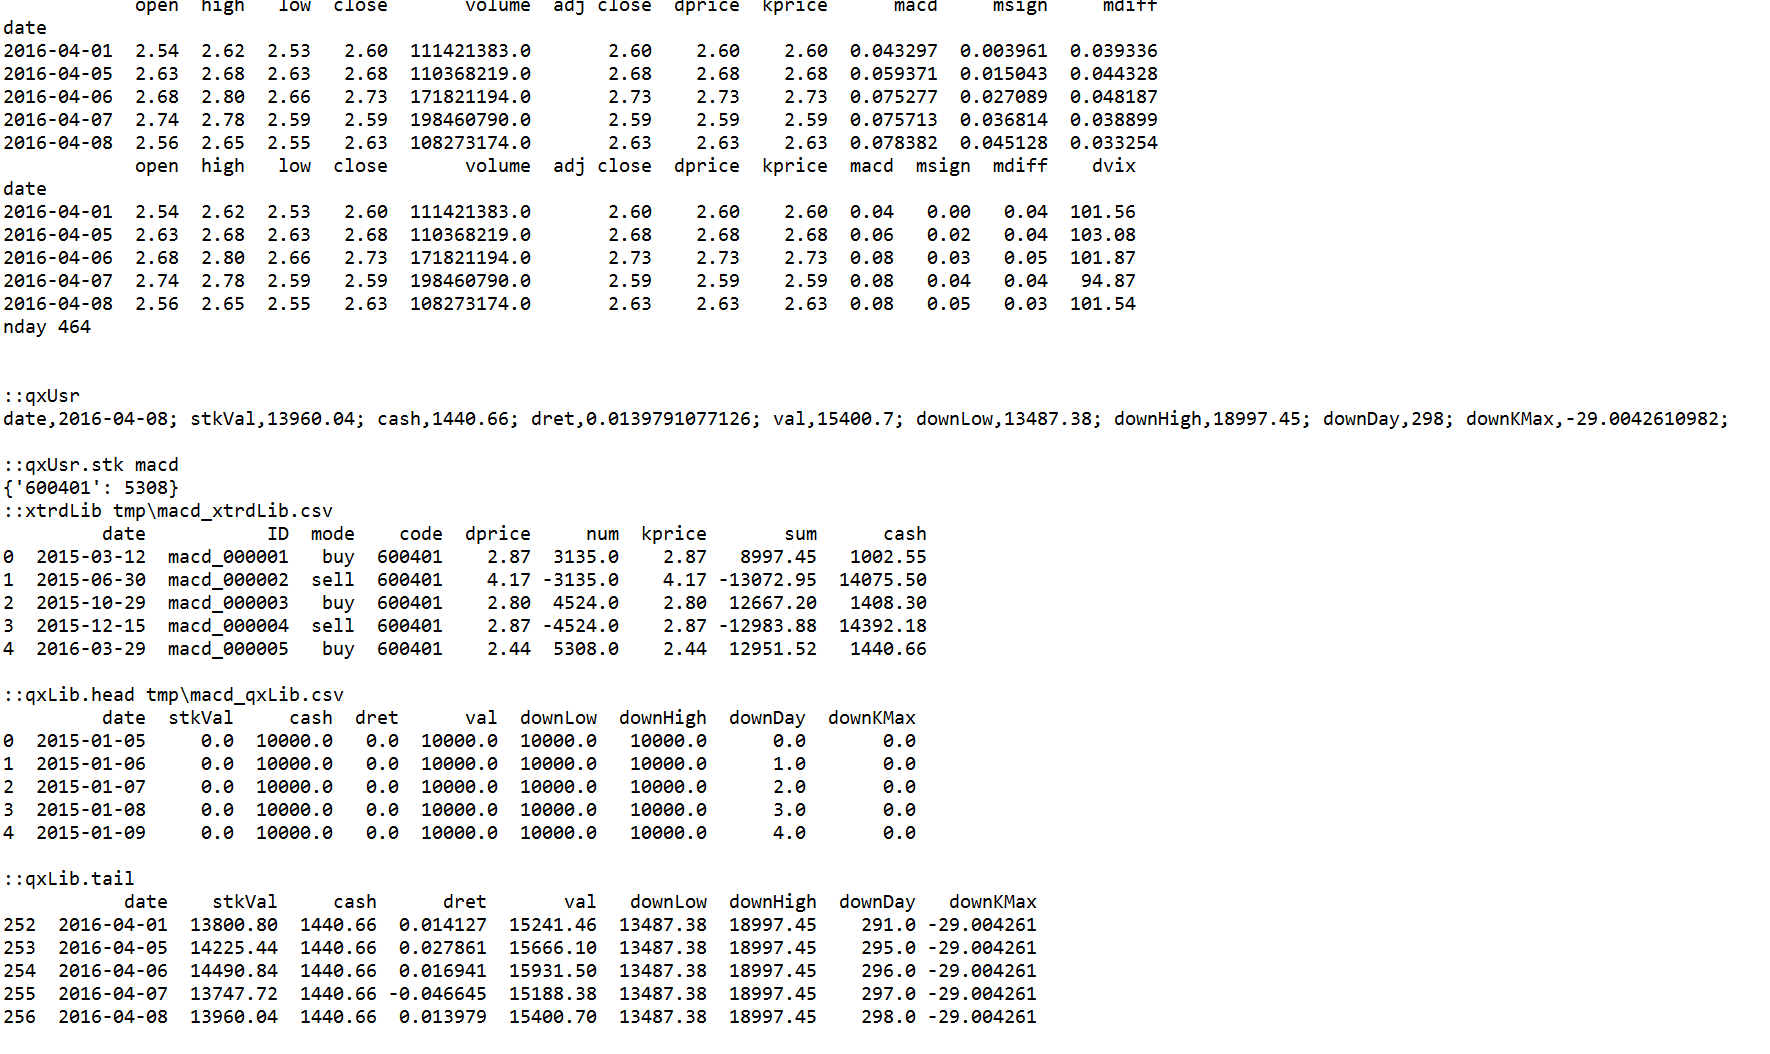 open  high   low  close       volume  adj close  dprice  kprice      macd     msign     mdiff
date
2016-04-01  2.54  2.62  2.53   2.60  111421383.0       2.60    2.60    2.60  0.043297  0.003961  0.039336
2016-04-05  2.63  2.68  2.63   2.68  110368219.0       2.68    2.68    2.68  0.059371  0.015043  0.044328
2016-04-06  2.68  2.80  2.66   2.73  171821194.0       2.73    2.73    2.73  0.075277  0.027089  0.048187
2016-04-07  2.74  2.78  2.59   2.59  198460790.0       2.59    2.59    2.59  0.075713  0.036814  0.038899
2016-04-08  2.56  2.65  2.55   2.63  108273174.0       2.63    2.63    2.63  0.078382  0.045128  0.033254
            open  high   low  close       volume  adj close  dprice  kprice  macd  msign  mdiff    dvix
date
2016-04-01  2.54  2.62  2.53   2.60  111421383.0       2.60    2.60    2.60  0.04   0.00   0.04  101.56
2016-04-05  2.63  2.68  2.63   2.68  110368219.0       2.68    2.68    2.68  0.06   0.02   0.04  103.08
2016-04-06  2.68  2.80  2.66   2.73  171821194.0       2.73    2.73    2.73  0.08   0.03   0.05  101.87
2016-04-07  2.74  2.78  2.59   2.59  198460790.0       2.59    2.59    2.59  0.08   0.04   0.04   94.87
2016-04-08  2.56  2.65  2.55   2.63  108273174.0       2.63    2.63    2.63  0.08   0.05   0.03  101.54
nday 464
::qxUsr
date,2016-04-08; stkVal,13960.04; cash,1440.66; dret,0.0139791077126; val,15400.7; downLow,13487.38; downHigh,18997.45; downDay,298; downKMax,-29.0042610982;
::qxUsr.stk macd
{'600401': 5308}
::xtrdLib tmp\macd_xtrdLib.csv
         date           ID  mode    code  dprice     num  kprice       sum      cash
0  2015-03-12  macd_000001   buy  600401    2.87  3135.0    2.87   8997.45   1002.55
1  2015-06-30  macd_000002  sell  600401    4.17 -3135.0    4.17 -13072.95  14075.50
2  2015-10-29  macd_000003   buy  600401    2.80  4524.0    2.80  12667.20   1408.30
3  2015-12-15  macd_000004  sell  600401    2.87 -4524.0    2.87 -12983.88  14392.18
4  2016-03-29  macd_000005   buy  600401    2.44  5308.0    2.44  12951.52   1440.66
::qxLib.head tmp\macd_qxLib.csv
         date  stkVal     cash  dret      val  downLow  downHigh  downDay  downKMax
0  2015-01-05     0.0  10000.0   0.0  10000.0  10000.0   10000.0      0.0       0.0
1  2015-01-06     0.0  10000.0   0.0  10000.0  10000.0   10000.0      1.0       0.0
2  2015-01-07     0.0  10000.0   0.0  10000.0  10000.0   10000.0      2.0       0.0
3  2015-01-08     0.0  10000.0   0.0  10000.0  10000.0   10000.0      3.0       0.0
4  2015-01-09     0.0  10000.0   0.0  10000.0  10000.0   10000.0      4.0       0.0
::qxLib.tail
           date    stkVal     cash      dret       val   downLow  downHigh  downDay   downKMax
252  2016-04-01  13800.80  1440.66  0.014127  15241.46  13487.38  18997.45    291.0 -29.004261
253  2016-04-05  14225.44  1440.66  0.027861  15666.10  13487.38  18997.45    295.0 -29.004261
254  2016-04-06  14490.84  1440.66  0.016941  15931.50  13487.38  18997.45    296.0 -29.004261
255  2016-04-07  13747.72  1440.66 -0.046645  15188.38  13487.38  18997.45    297.0 -29.004261
256  2016-04-08  13960.04  1440.66  0.013979  15400.70  13487.38  18997.45    298.0 -29.004261